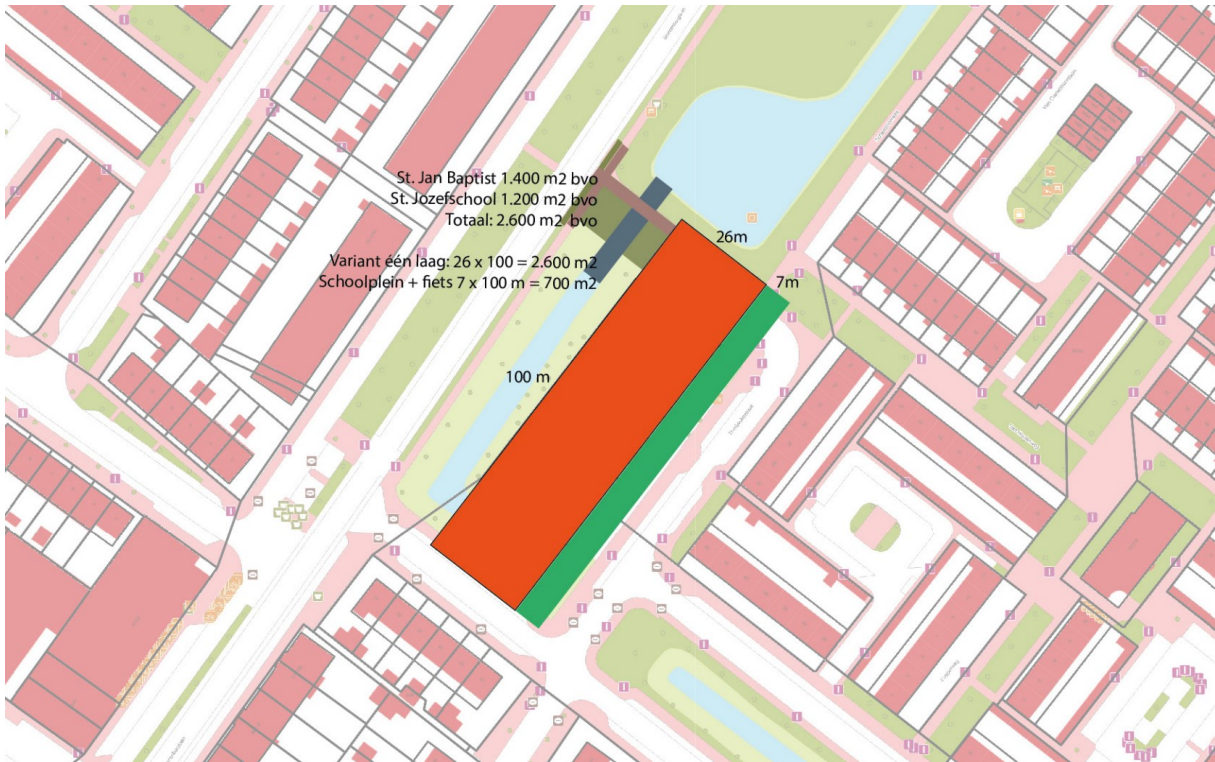 St. Jan Baptist 1.400 m2 bvo
St. Jozefschool 1.200 m2 bvo
Totaal: 2.600 m2 bvo
Variant één laag: 26 x 100 = 2.600 m2
Schoolplein + fiets 7 x 100 m = 700 m2
26m
7m
100 m